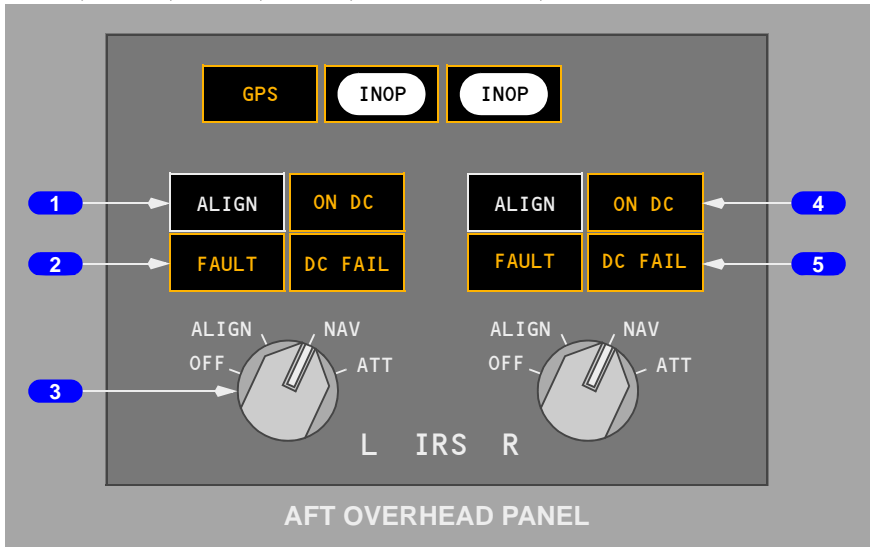 GPS INOP INOP
1 ALIGN ON DC ALIGN ON DC 4
2 FAULT DC FAIL FAULT DC FAIL 5
ALIGN NAV ALIGN NAV
OFF ATT OFF ATT
3
L IRS R
AFT OVERHEAD PANEL